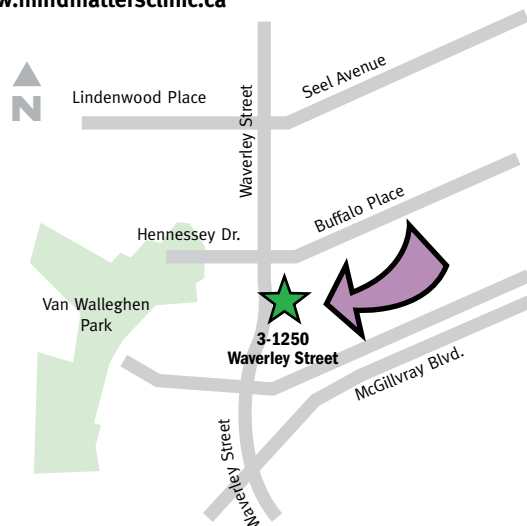 w.mindmattersclinic.ca
Seel Avenue
Lindenwood Place
N
Waverley Street
Buffalo Place
Hennessey Dr.
Van Walleghen
Park
3-1250
Waverley Street
McGillvray Blvd.
Waverley Street